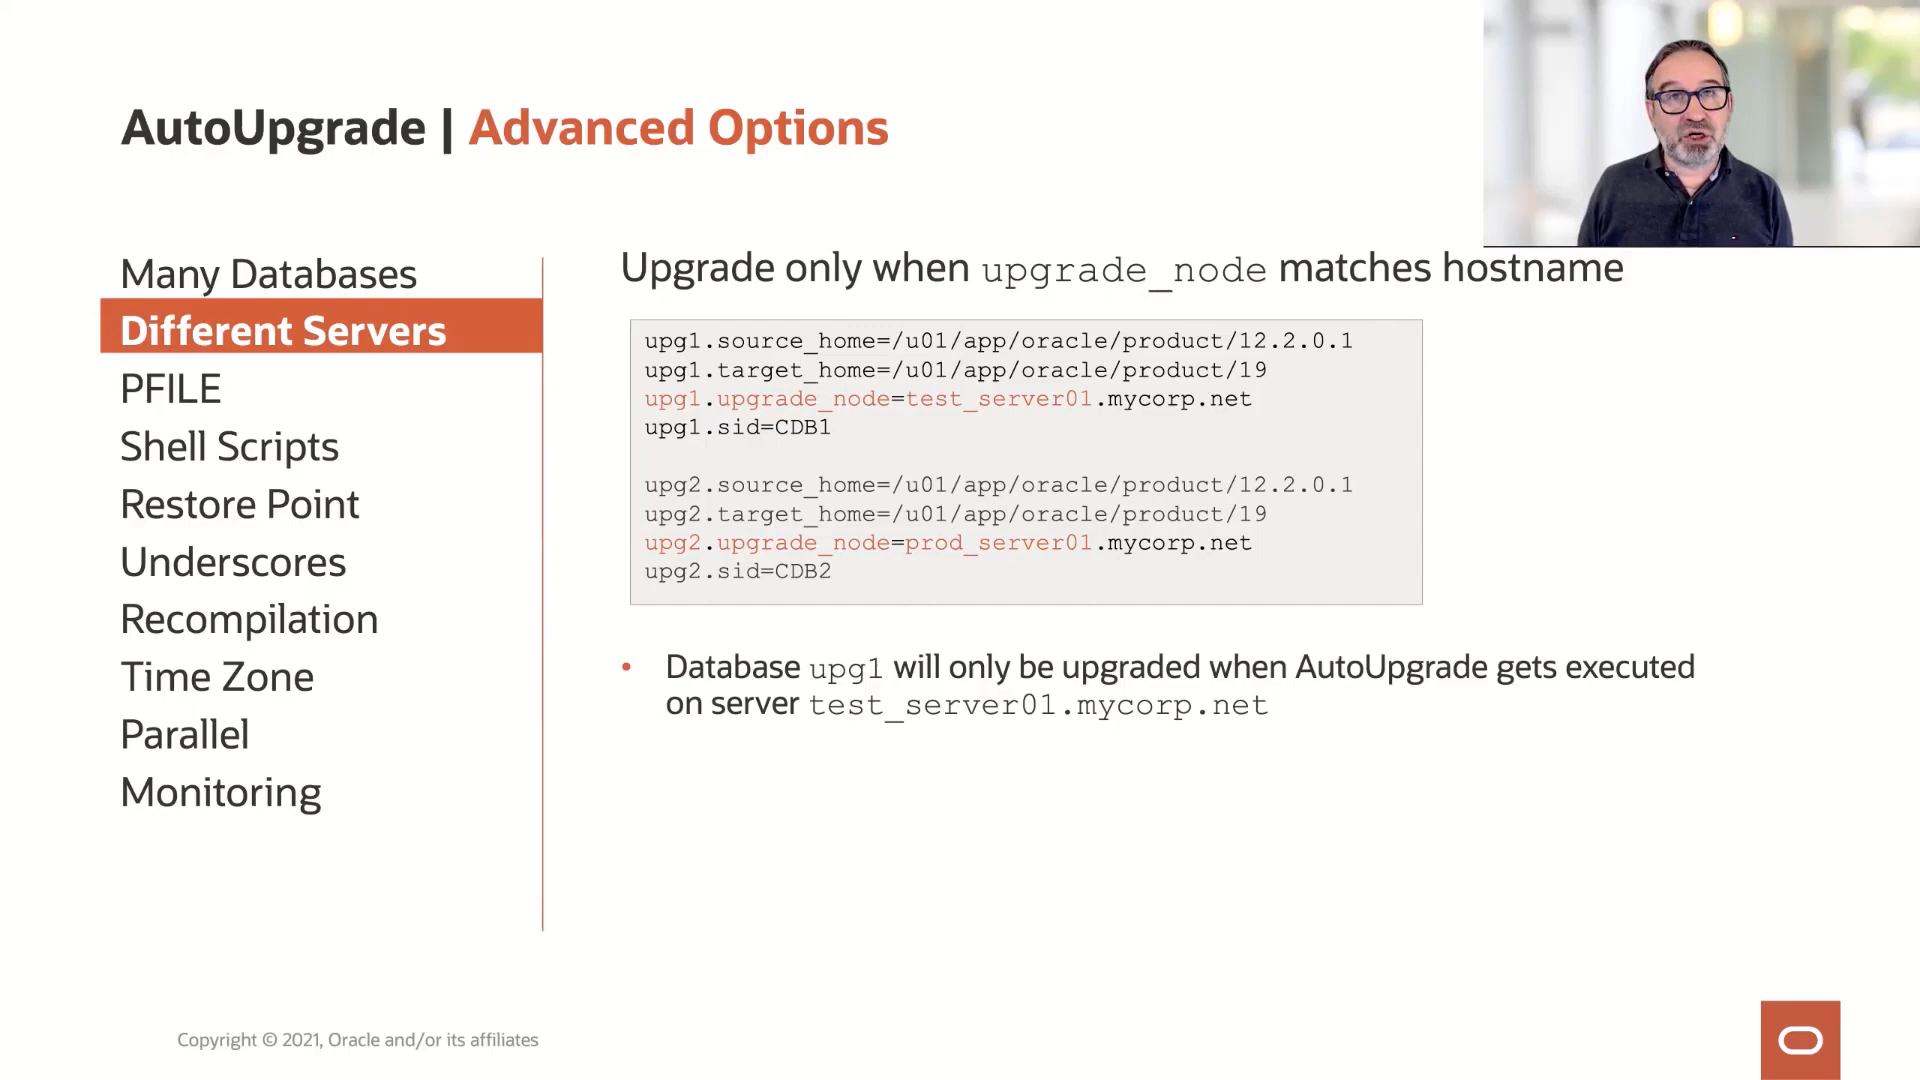 AutoUpgrade | Advanced Options
Many Databases
Different Servers
PFILE
Shell Scripts
Restore Point
Underscores
Recompilation
Time Zone
Parallel
Monitoring
Upgrade only when upgrade_node matches hostname
upg1.source_home=/u01/app/oracle/product/12.2.0.1
upg1.target_home=/u01/app/oracle/product/19
upg1.upgrade_node=test_server01.mycorp.net
upg1.sid=CDB1
upg2.source_home=/u01/app/oracle/product/12.2.0.1
upg2.target_home=/u01/app/oracle/product/19
upg2.upgrade_node=prod_server01.mycorp.net
upg2.sid=CDB2
• Database upg1 will only be upgraded when AutoUpgrade gets executed
on server test_server01.mycorp.net
Copyright © 2021, Oracle and/or its affiliates